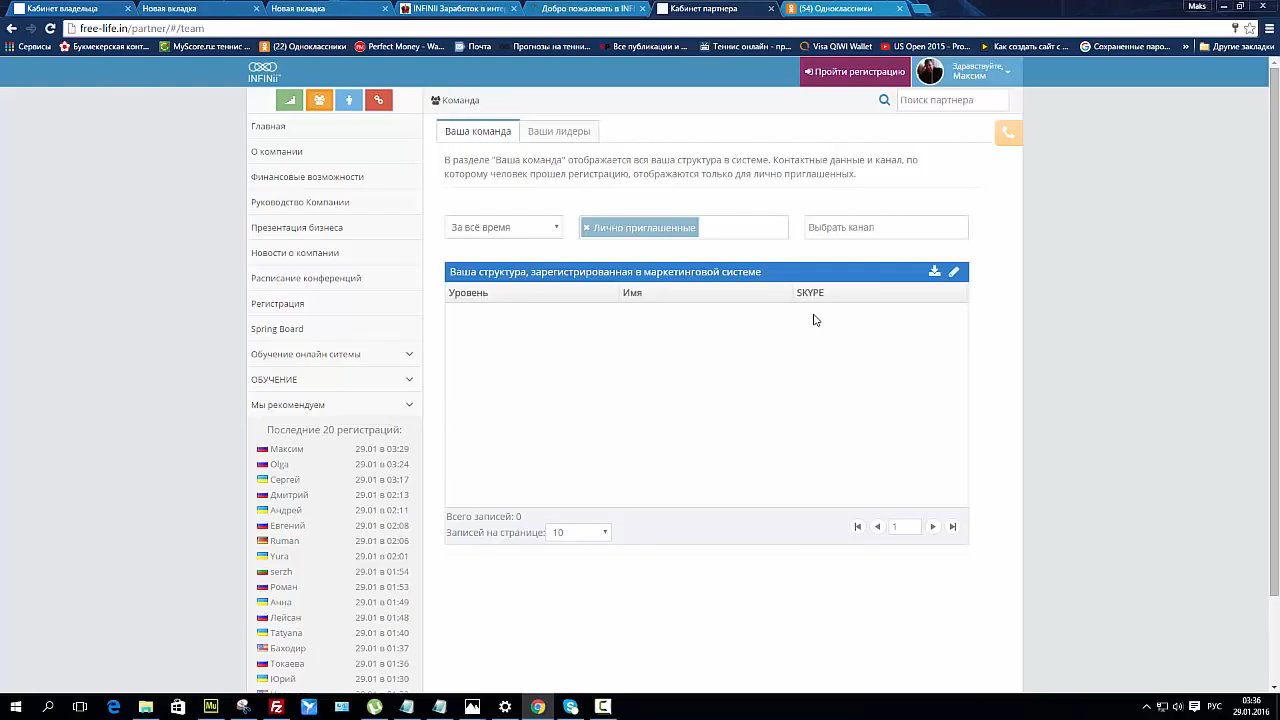 Кабинет владельца
Новая вкладка
Новая вкладка
INFINII Заработок в инте
Добро пожаловать в INFI
Кабинет партнера
(54) Одноклассники
Maks
free-life.in/partner/#/team
Сервисы
Букмекерская конт...
MyScore.ru: теннис ...
(22) Одноклассники
Perfect Money - Wa...
Почта
Прогнозы на тенни...
Все публикации и ...
Теннис онлайн - пр...
Visa QIWI Wallet
US Open 2015 - Pro...
Как создать сайт с ...
Сохраненные паро...
»
Другие закладки
INFINii
Пройти регистрацию
Здравствуйте,
Максим
Команда
Поиск партнера
Главная
О компании
Финансовые возможности
Руководство Компании
Презентация бизнеса
Новости о компании
Расписание конференций
Регистрация
Spring Board
Обучение онлайн ситемы
ОБУЧЕНИЕ
Мы рекомендуем
Последние 20 регистраций:
Максим 29.01 в 03:29
Olga 29.01 в 03:24
Сергей 29.01 в 03:17
Дмитрий 29.01 в 02:13
Андрей 29.01 в 02:11
Евгений 29.01 в 02:08
Ruman 29.01 в 02:06
Yura 29.01 в 02:01
serzh 29.01 в 01:54
Роман 29.01 в 01:53
Анна 29.01 в 01:49
Лейсан 29.01 в 01:48
Tatyana 29.01 в 01:40
Баходир 29.01 в 01:37
Токаева 29.01 в 01:36
Юрий 29.01 в 01:30
Ваша команда
Ваши лидеры
В разделе "Ваша команда" отображается вся ваша структура в системе. Контактные данные и канал, по
которому человек прошел регистрацию, отображаются только для лично приглашенных.
За всё время
× Лично приглашенные
Выбрать канал
Ваша структура, зарегистрированная в маркетинговой системе
Уровень Имя SKYPE
Всего записей: 0
Записей на странице: 10
1
РУС
03:36
29.01.2016